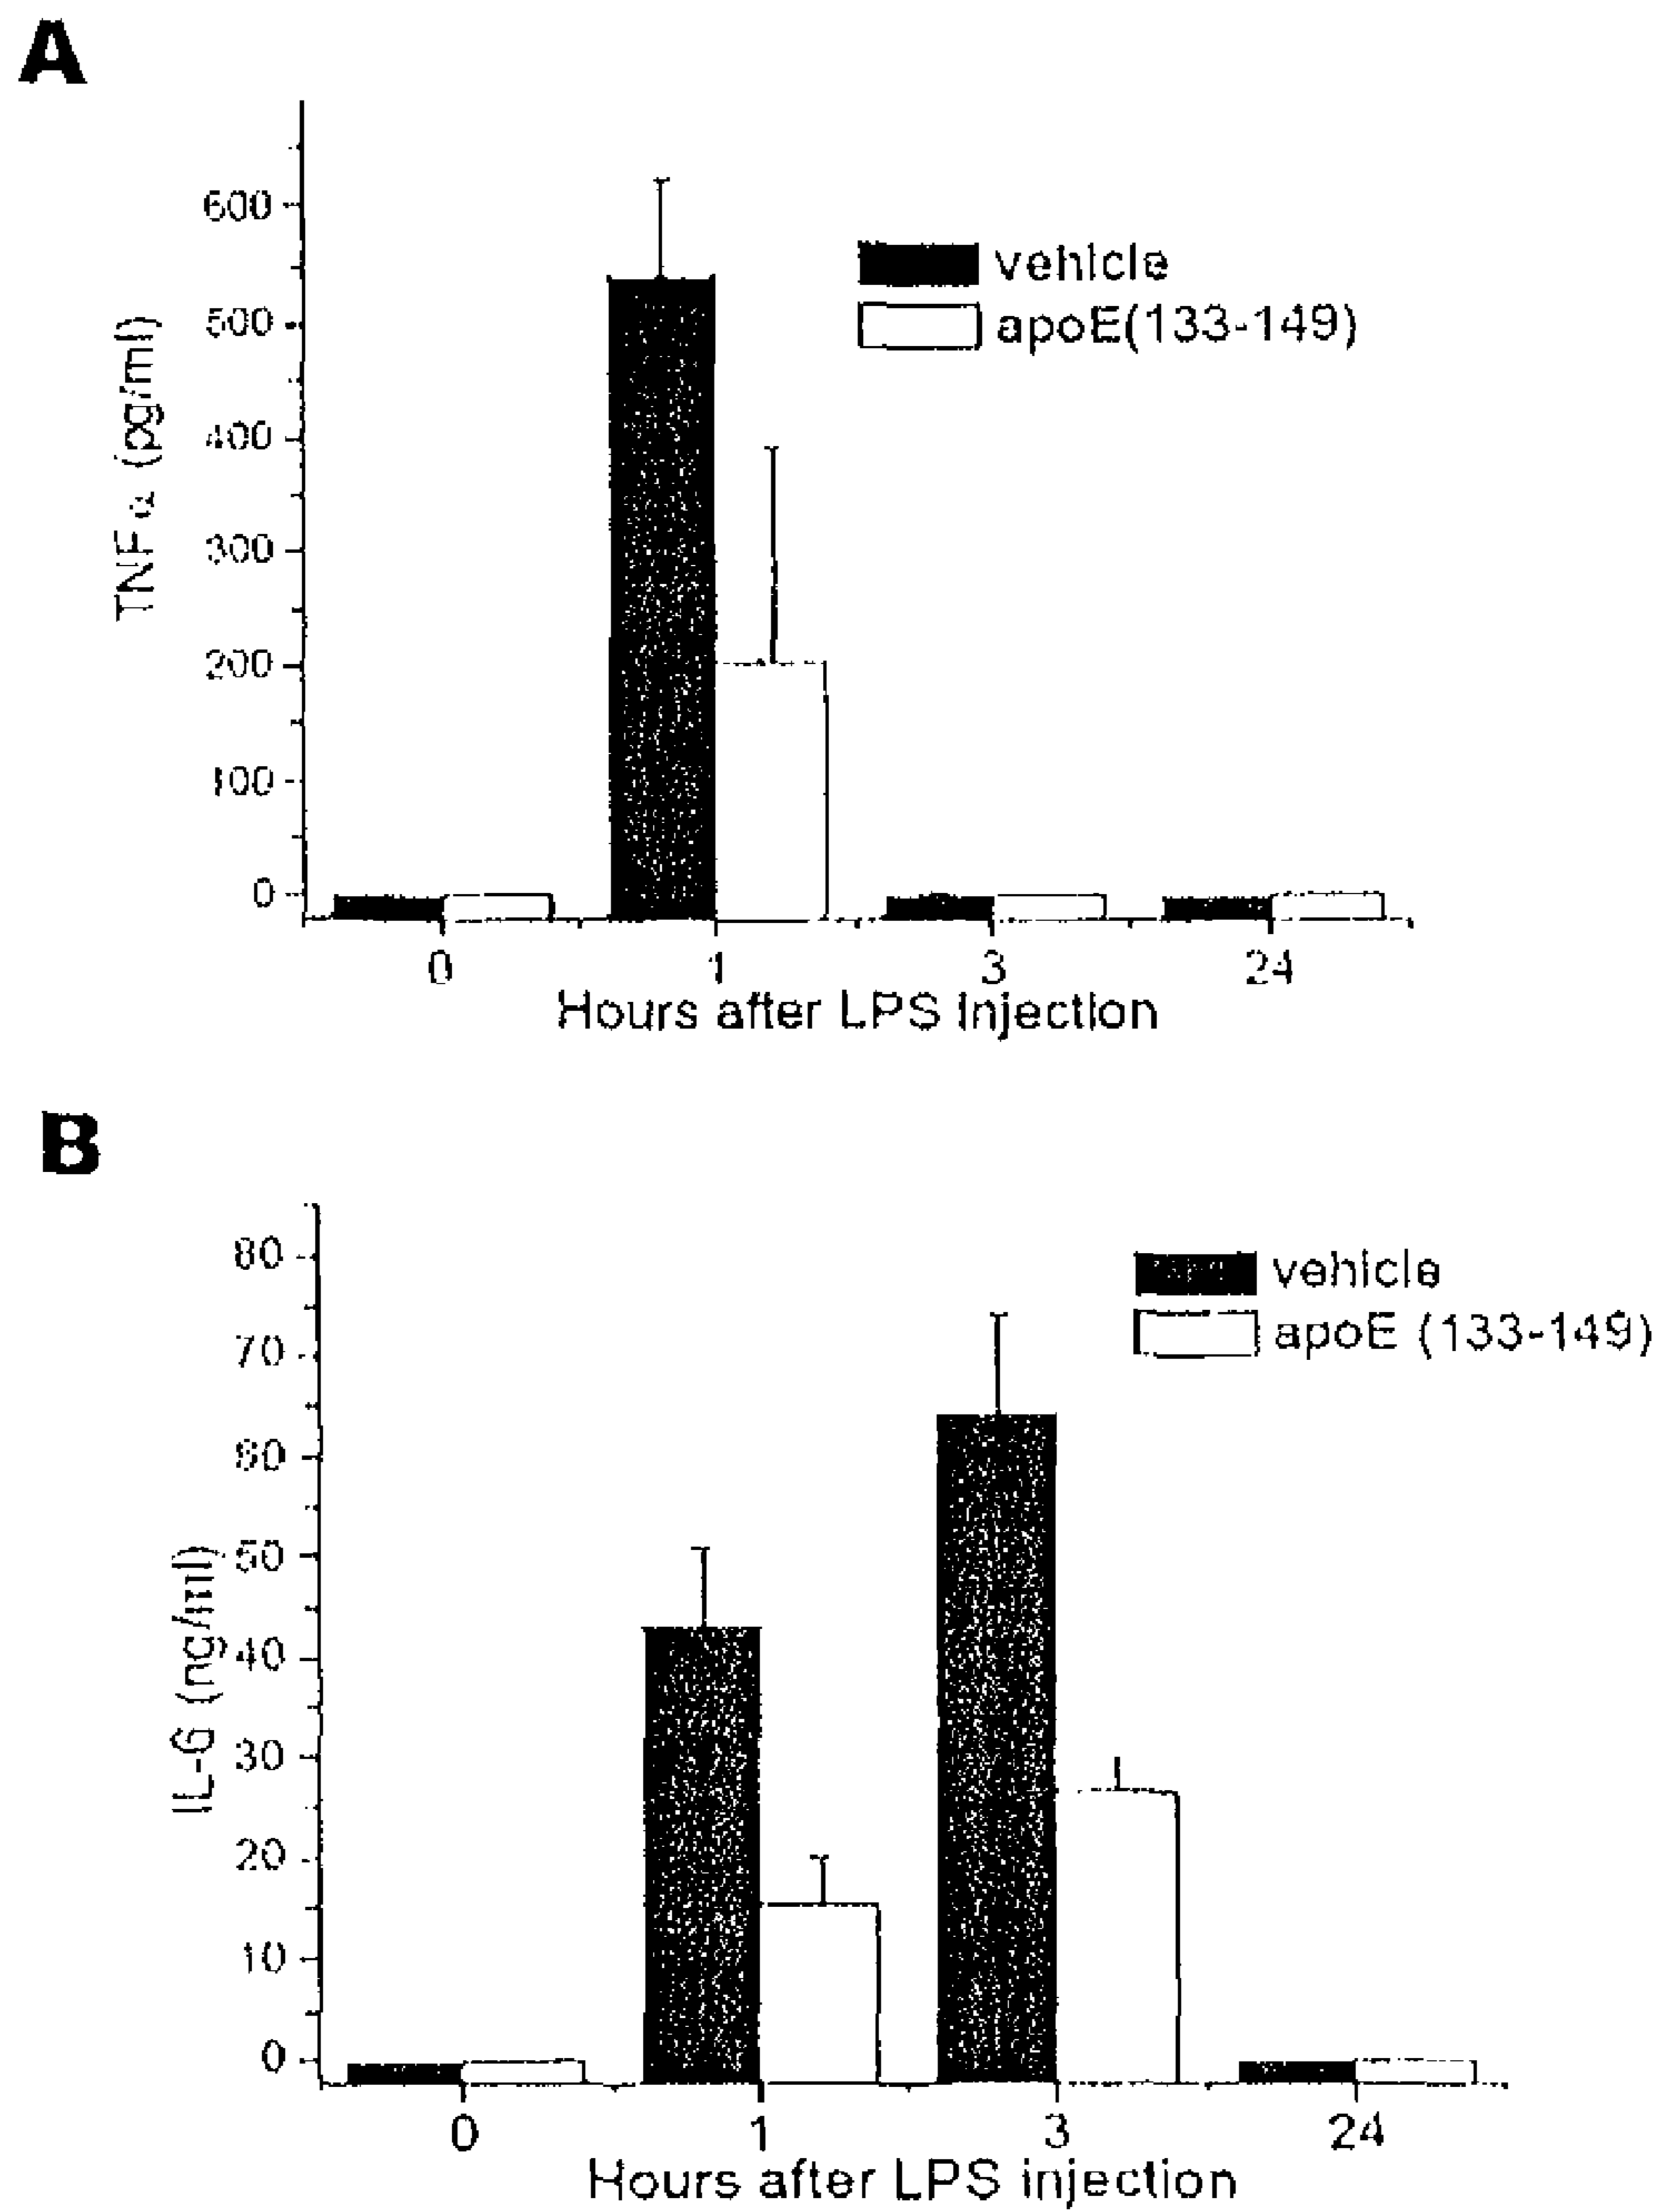 A
600
500
400
300
200
100
0
TNF α (pg/ml)
vehicle
apoE(133-149)
0 1 3 24
Hours after LPS Injection
B
80
70
60
50
40
30
20
10
0
IL-6 (ng/ml)
vehicle
apoE (133-149)
0 1 3 24
Hours after LPS injection